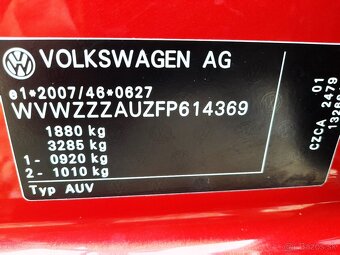 VOLKSWAGEN AG
e1*2007/46*0627
WVWZZZAUZFP614369
1880 kg
3285 kg
1- 0920 kg
2- 1010 kg
Typ AUV
CZCA 2479
01